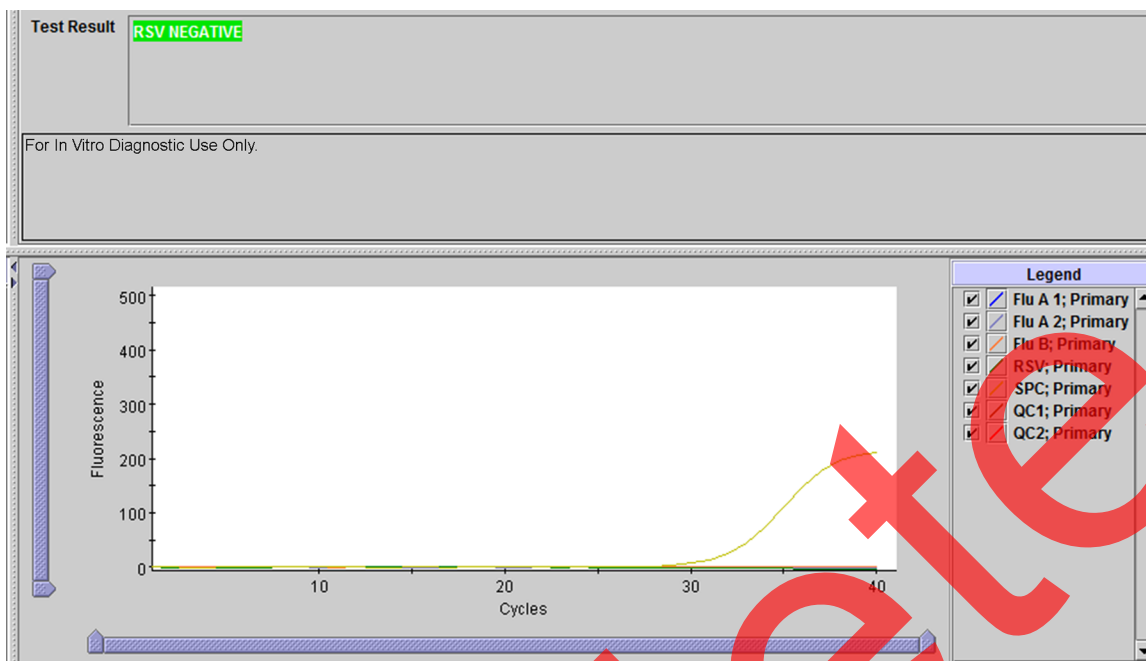 Test Result
RSV NEGATIVE
For In Vitro Diagnostic Use Only.
Legend
Flu A 1; Primary
Flu A 2; Primary
Flu B; Primary
RSV; Primary
SPC; Primary
QC1; Primary
QC2; Primary
500
400
300
200
100
0
Fluorescence
10
20
30
40
Cycles
ete